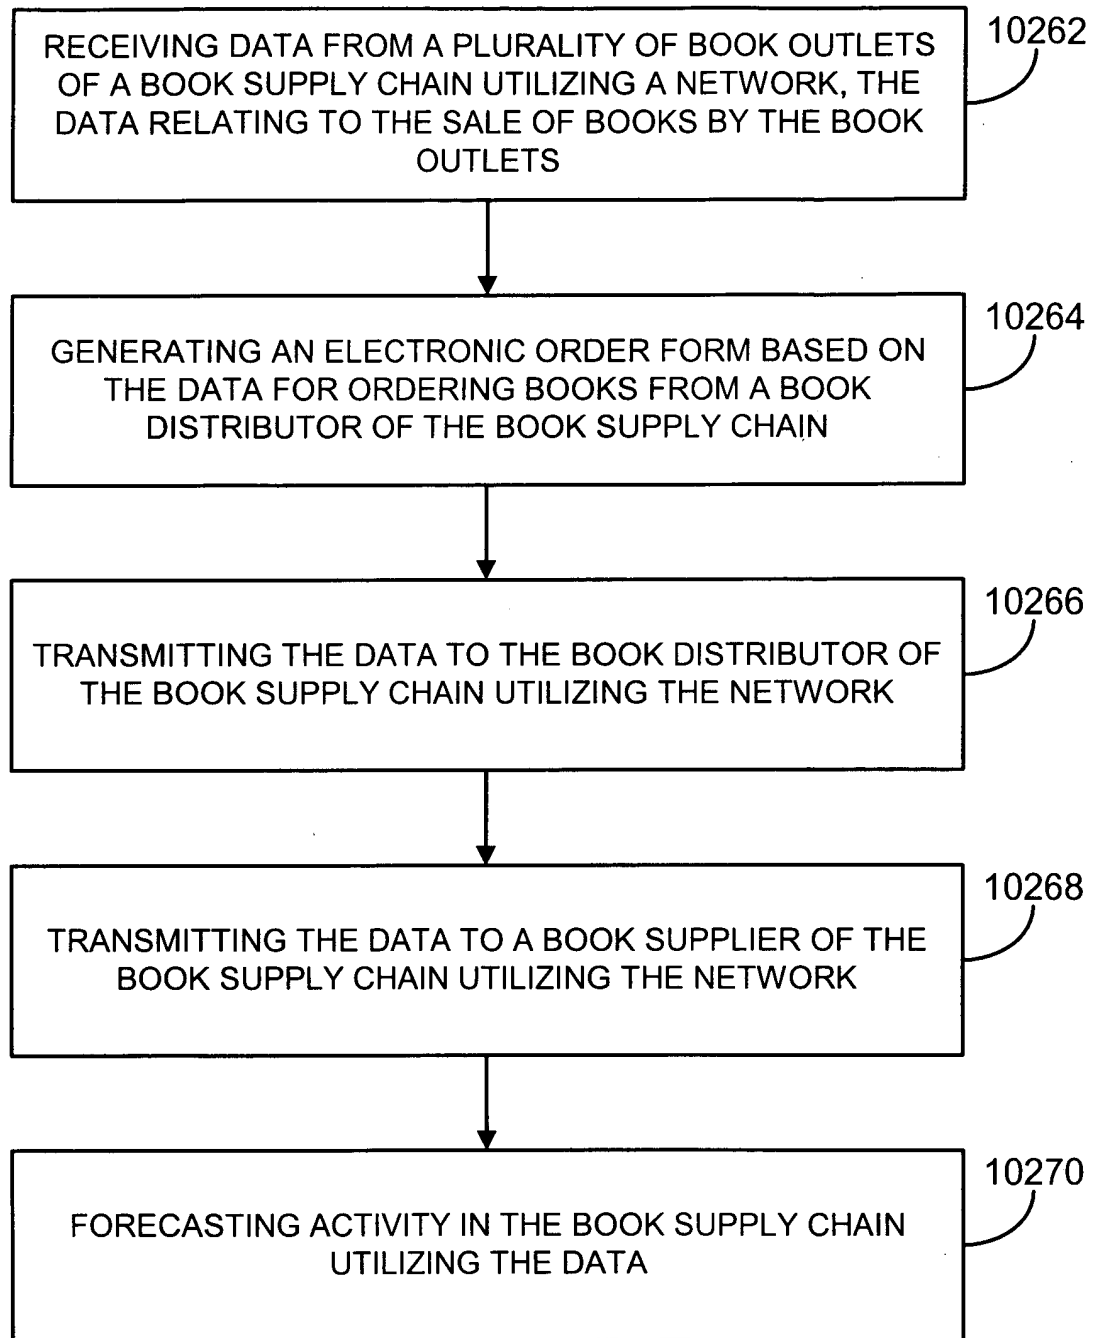 RECEIVING DATA FROM A PLURALITY OF BOOK OUTLETS
OF A BOOK SUPPLY CHAIN UTILIZING A NETWORK, THE
DATA RELATING TO THE SALE OF BOOKS BY THE BOOK
OUTLETS
10262
GENERATING AN ELECTRONIC ORDER FORM BASED ON
THE DATA FOR ORDERING BOOKS FROM A BOOK
DISTRIBUTOR OF THE BOOK SUPPLY CHAIN
10264
TRANSMITTING THE DATA TO THE BOOK DISTRIBUTOR OF
THE BOOK SUPPLY CHAIN UTILIZING THE NETWORK
10266
TRANSMITTING THE DATA TO A BOOK SUPPLIER OF THE
BOOK SUPPLY CHAIN UTILIZING THE NETWORK
10268
FORECASTING ACTIVITY IN THE BOOK SUPPLY CHAIN
UTILIZING THE DATA
10270